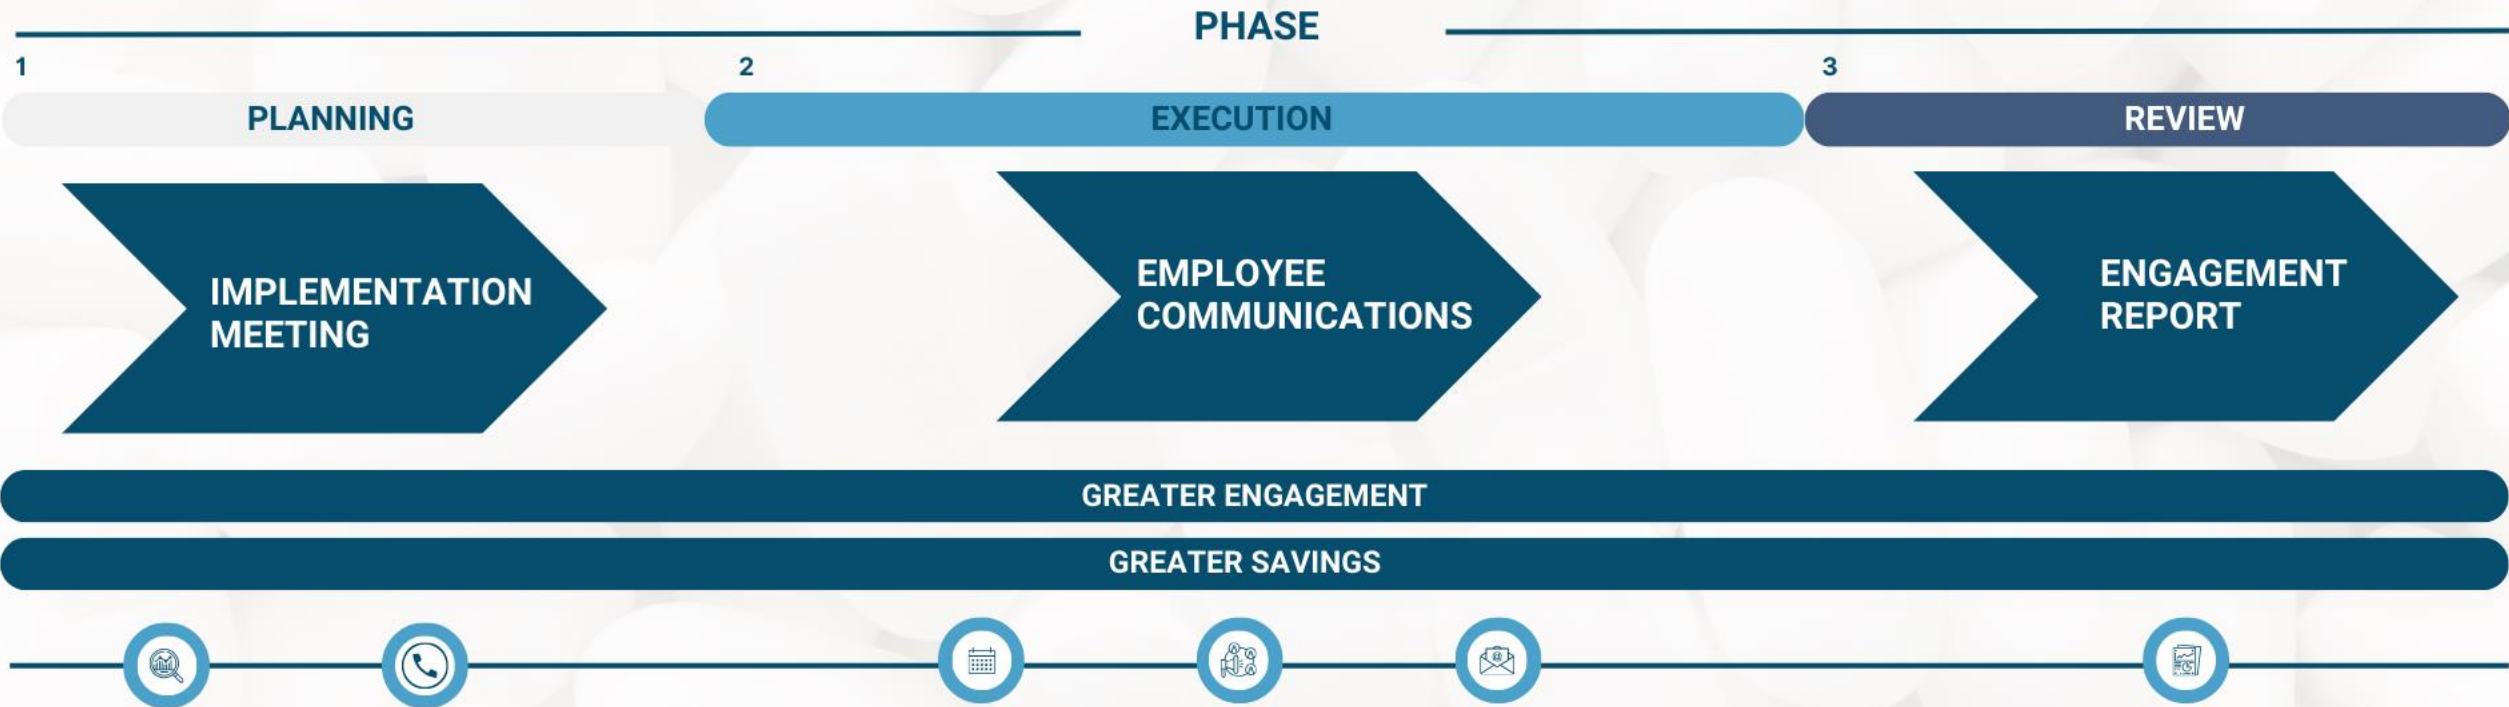 PHASE
1
2
3
PLANNING
EXECUTION
REVIEW
IMPLEMENTATION
MEETING
EMPLOYEE
COMMUNICATIONS
ENGAGEMENT
REPORT
GREATER ENGAGEMENT
GREATER SAVINGS